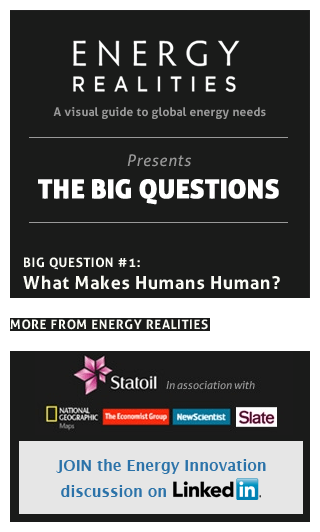 ENERGY
REALITIES
A visual guide to global energy needs
Presents
THE BIG QUESTIONS
BIG QUESTION #1:
What Makes Humans Human?
MORE FROM ENERGY REALITIES
Statoil In association with
NATIONAL GEOGRAPHIC Maps The Economist Group NewScientist Slate
JOIN the Energy Innovation
discussion on Linked in.